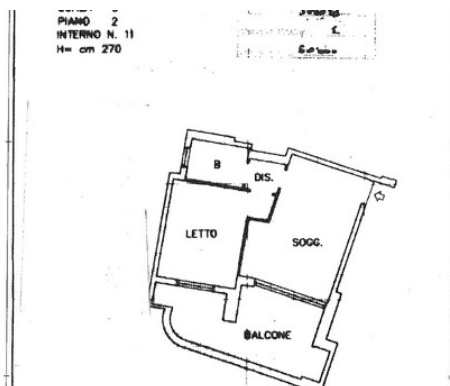 PIANO 2
INTERNO N. 11
H= cm 270
B
DIS.
LETTO
SOGG.
BALCONE